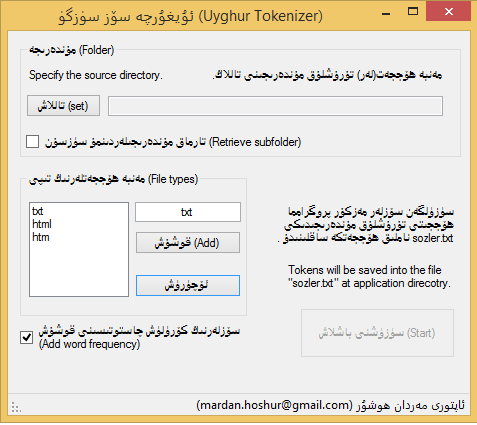 ئۇيغۇرچە سۆز سۈزگۈ (Uyghur Tokenizer)
مۇندەرىجە (Folder)
Specify the source directory.
مەنبە ھۆججەت(لەر) تۇرۇشلۇق مۇندەرىجىنى تاللاڭ.
تاللاش (set)
تارماق مۇندەرىجىلەردىنمۇ سۈزسۇن (Retrieve subfolder)
مەنبە ھۆججەتلەرنىڭ تىپى (File types)
txt
html
htm
txt
قوشۇش (Add)
ئۆچۈرۈش
سۈزۈلگەن سۆزلەر مەزكۇر پروگرامما
ھۆججىتى تۇرۇشلۇق مۇندەرىجىدىكى
sozler.txt ناملىق ھۆججەتكە ساقلىنىدۇ .
Tokens will be saved into the file
"sozler.txt" at application direcotry.
سۆزلەرنىڭ كۆرۈلۈش چاستوتىسىنى قوشۇش
(Add word frequency)
سۈزۈشنى باشلاش (Start)
ئاپتورى مەردان ھوشۇر (mardan.hoshur@gmail.com)